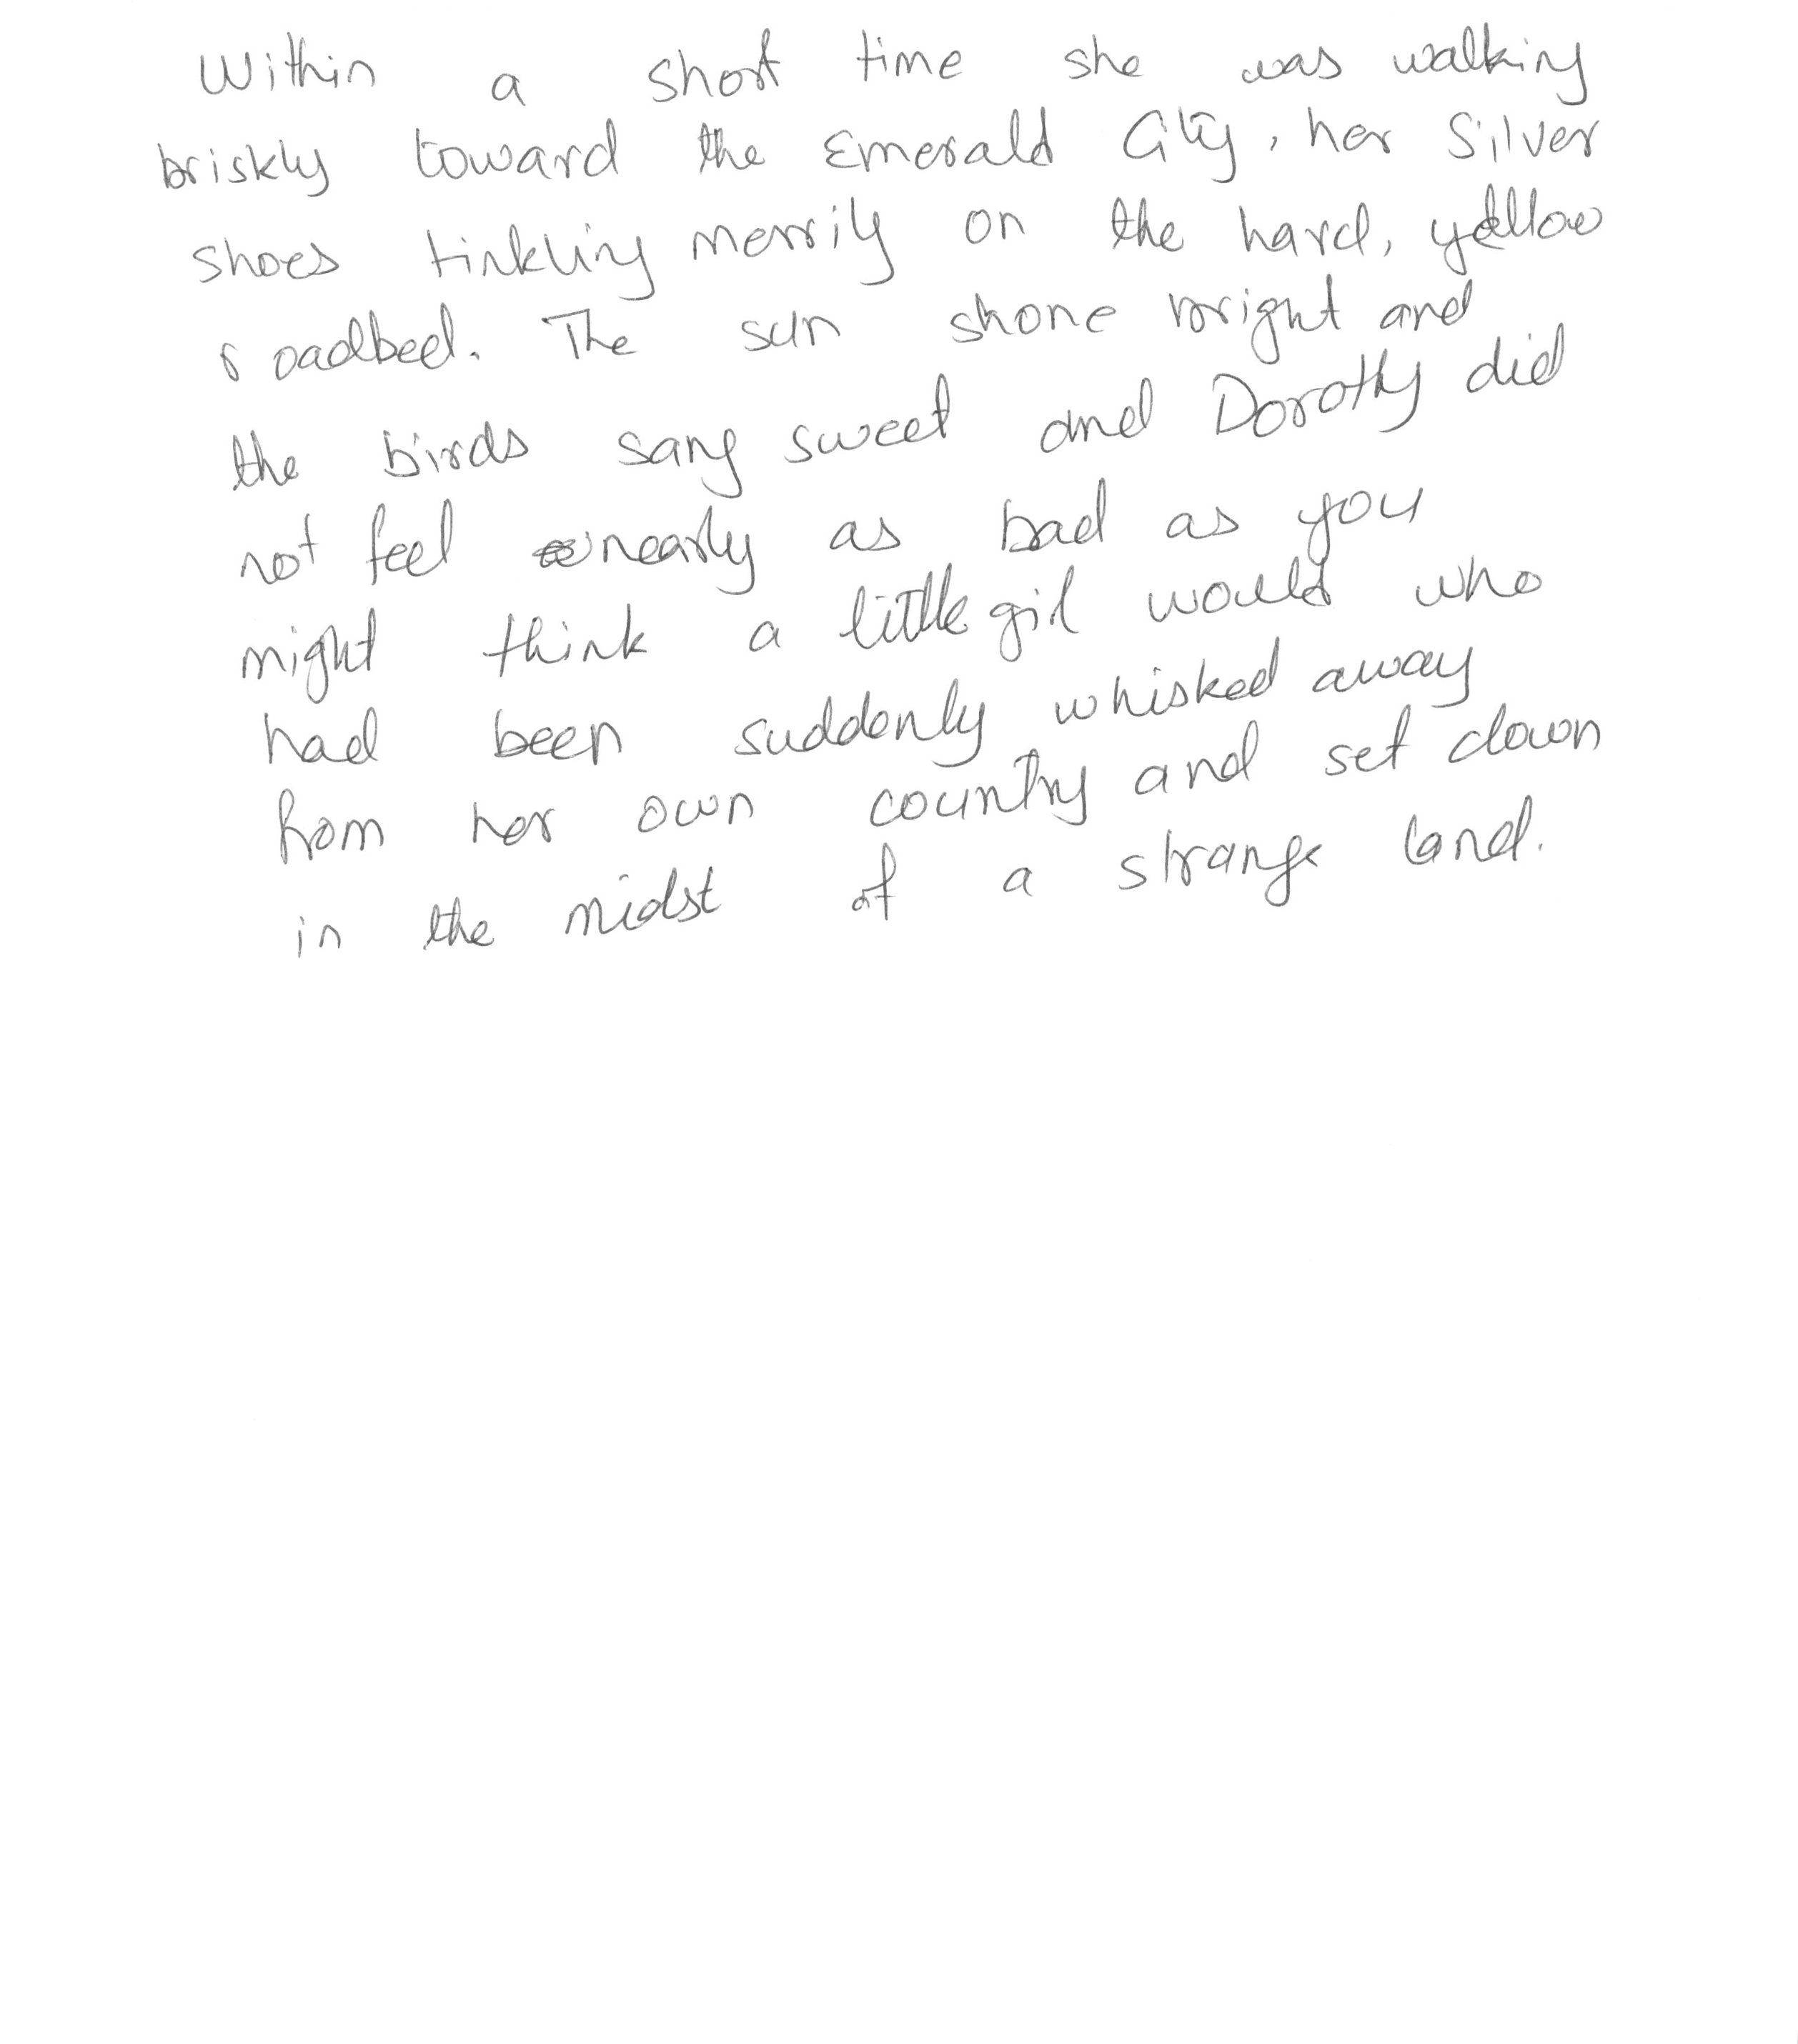 Within a short time she was walking
briskly toward the Emerald City, her Silver
shoes tinkling merrily on the hard, yellow
roadbed. The sun shone bright and
the birds sang sweet and Dorothy did
not feel nearly as bad as you
might think a little girl would who
had been suddenly whisked away
from her own country and set down
in the midst of a strange land.